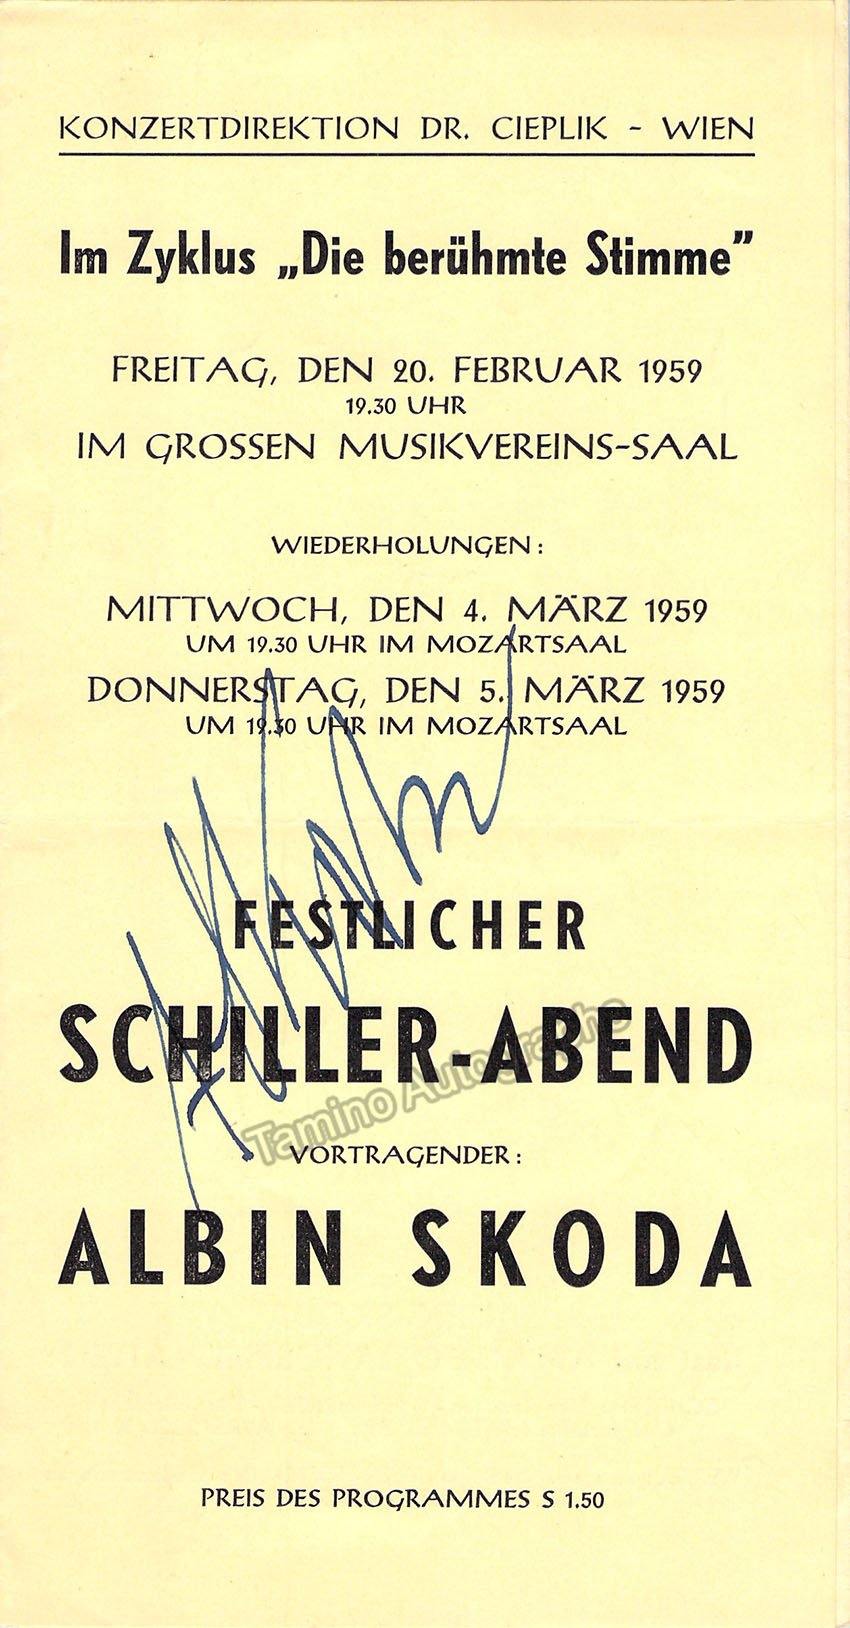 KONZERTDIREKTION DR. CIEPLIK - WIEN
Im Zyklus „Die berühmte Stimme”
FREITAG, DEN 20. FEBRUAR 1959
19.30 UHR
IM GROSSEN MUSIKVEREINS-SAAL
WIEDERHOLUNGEN:
MITTWOCH, DEN 4. MÄRZ 1959
UM 19.30 UHR IM MOZARTSAAL
DONNERSTAG, DEN 5. MÄRZ 1959
UM 19.30 UHR IM MOZARTSAAL
FESTLICHER
SCHILLER-ABEND
Tamino Autographs
VORTRAGENDER:
ALBIN SKODA
PREIS DES PROGRAMMES S 1.50